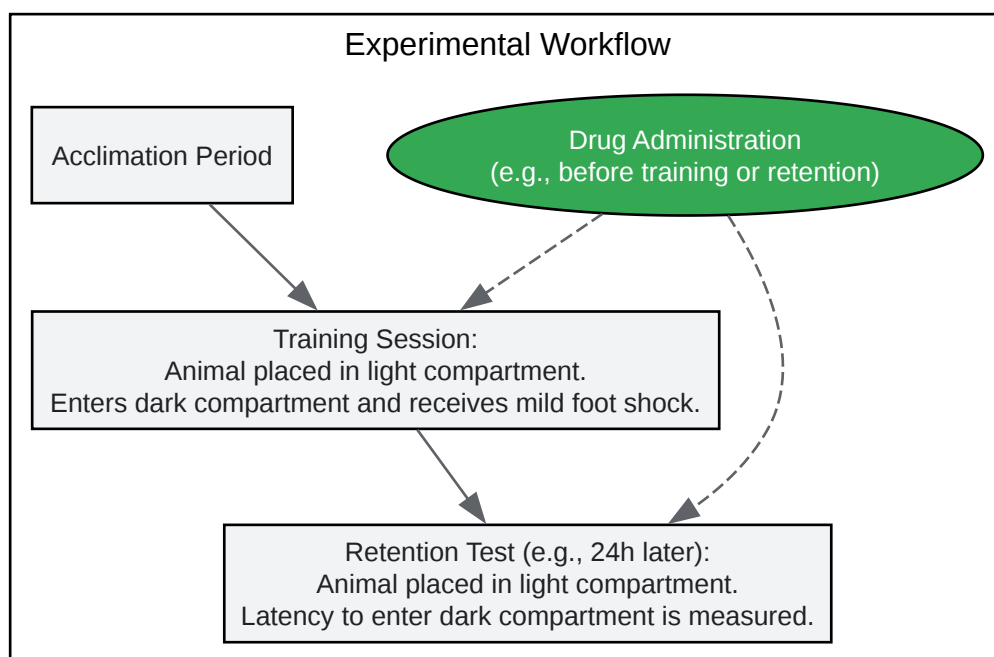 Experimental Workflow
Acclimation Period
Drug Administration
(e.g., before training or retention)
Training Session:
Animal placed in light compartment.
Enters dark compartment and receives mild foot shock.
Retention Test (e.g., 24h later):
Animal placed in light compartment.
Latency to enter dark compartment is measured.